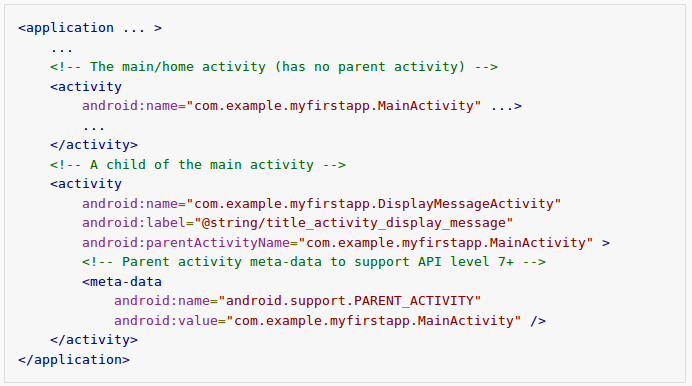 <application ... >
    ...
    <!-- The main/home activity (has no parent activity) -->
    <activity
        android:name="com.example.myfirstapp.MainActivity" ...>
        ...
    </activity>
    <!-- A child of the main activity -->
    <activity
        android:name="com.example.myfirstapp.DisplayMessageActivity"
        android:label="@string/title_activity_display_message"
        android:parentActivityName="com.example.myfirstapp.MainActivity" >
        <!-- Parent activity meta-data to support API level 7+ -->
        <meta-data
            android:name="android.support.PARENT_ACTIVITY"
            android:value="com.example.myfirstapp.MainActivity" />
    </activity>
</application>